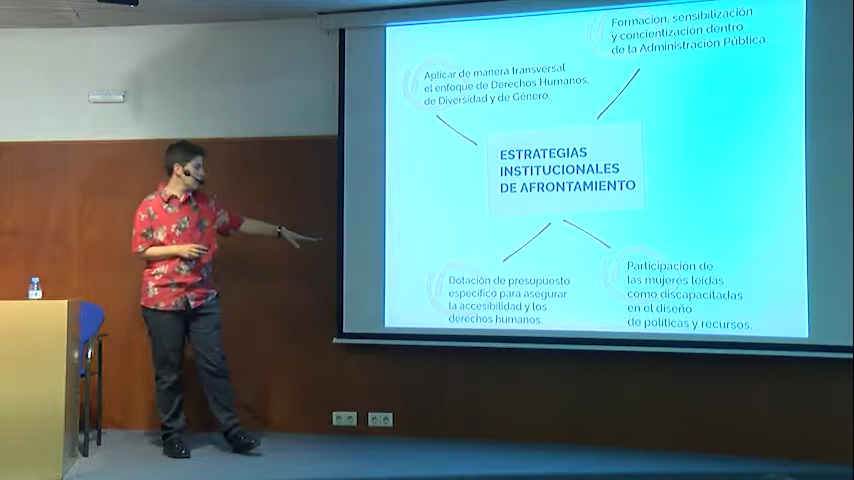 Formación, sensibilización
y concientización dentro
de la Administración Pública.
Aplicar de manera transversal
el enfoque de Derechos Humanos,
de Diversidad y de Género.
ESTRATEGIAS
INSTITUCIONALES
DE AFRONTAMIENTO
Dotación de presupuesto
específico para asegurar
la accesibilidad y los
derechos humanos.
Participación de
las mujeres leídas
como discapacitadas
en el diseño
de políticas y recursos.